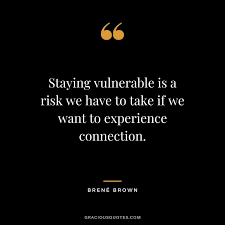 “
Staying vulnerable is a
risk we have to take if we
want to experience
connection.
BRENÉ BROWN
GRACIOUSQUOTES.COM